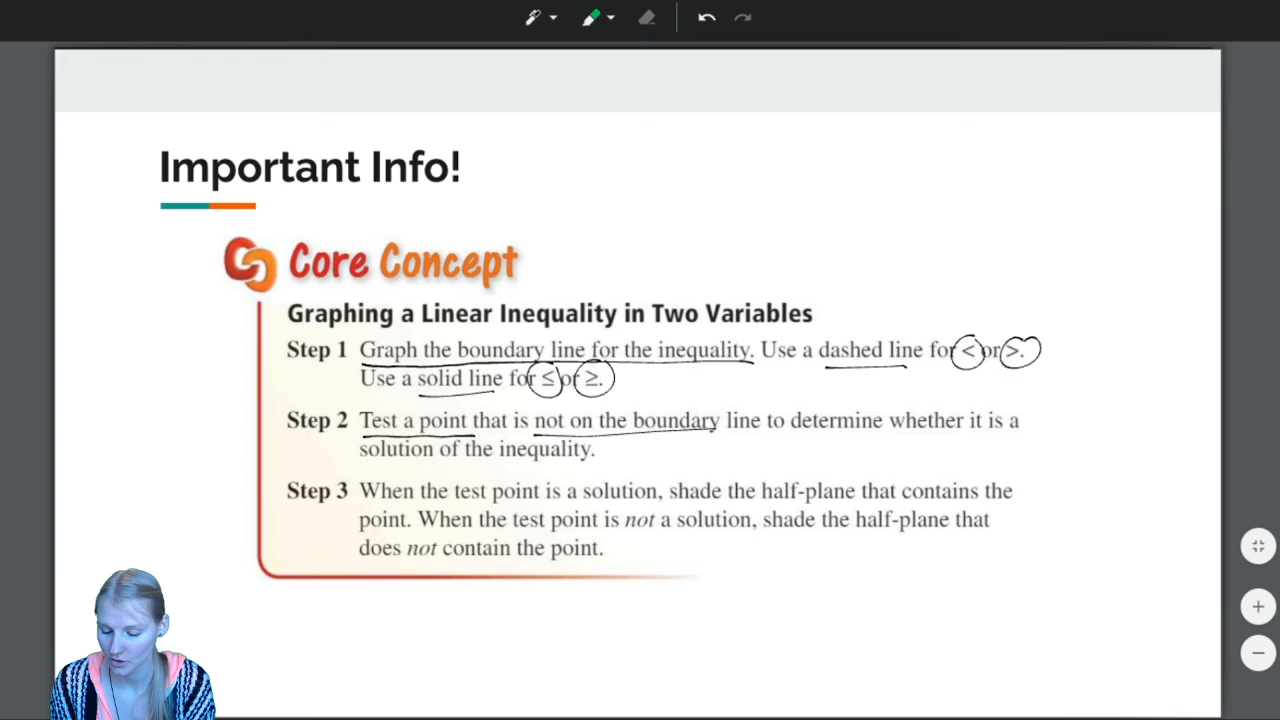 Important Info!
Core Concept
Graphing a Linear Inequality in Two Variables
Step 1 Graph the boundary line for the inequality. Use a dashed line for < or >.
Use a solid line for ≤ or ≥.
Step 2 Test a point that is not on the boundary line to determine whether it is a
solution of the inequality.
Step 3 When the test point is a solution, shade the half-plane that contains the
point. When the test point is not a solution, shade the half-plane that
does not contain the point.